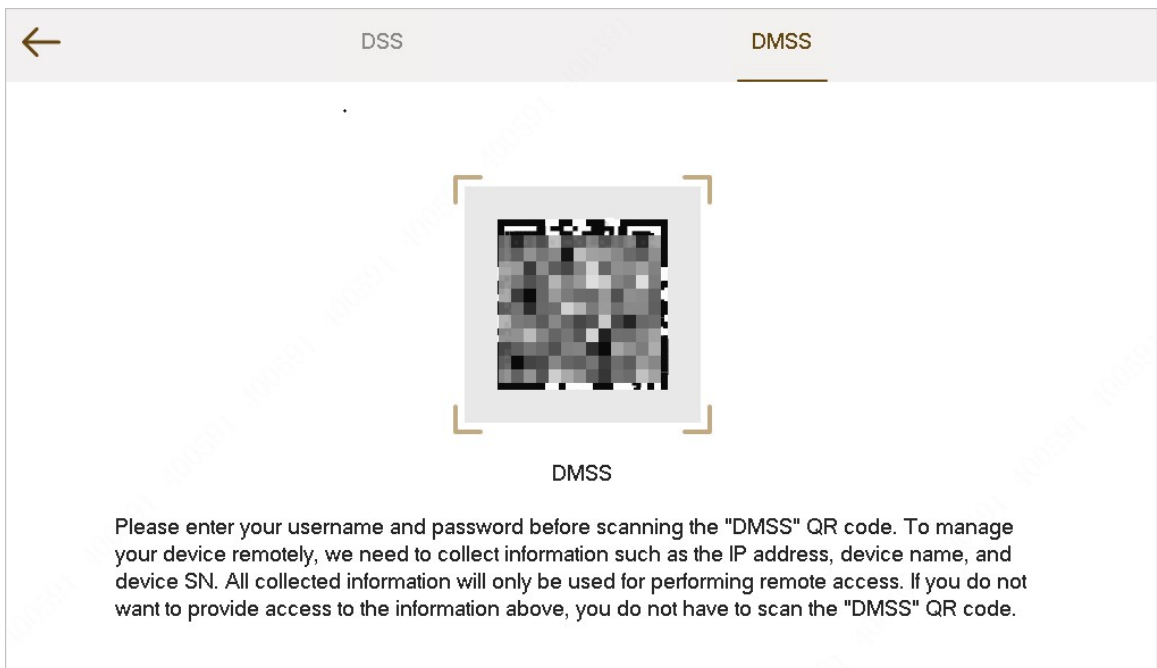 DSS
DMSS
DMSS
Please enter your username and password before scanning the "DMSS" QR code. To manage
your device remotely, we need to collect information such as the IP address, device name, and
device SN. All collected information will only be used for performing remote access. If you do not
want to provide access to the information above, you do not have to scan the "DMSS" QR code.